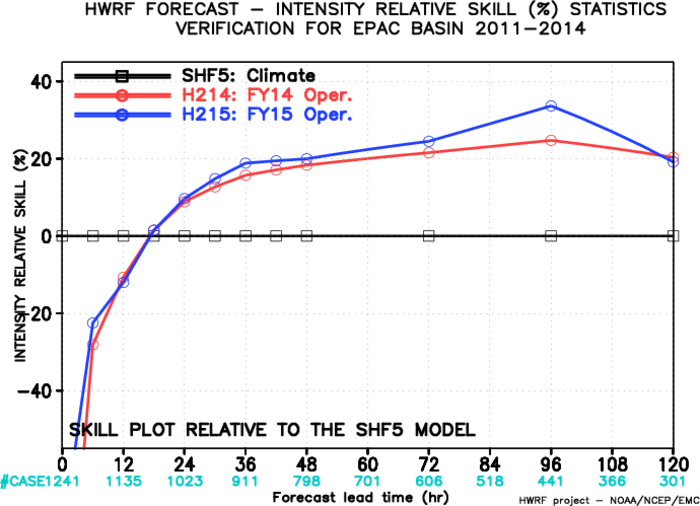 HWRF FORECAST – INTENSITY RELATIVE SKILL (%) STATISTICS
VERIFICATION FOR EPAC BASIN 2011–2014
SHF5: Climate
H214: FY14 Oper.
H215: FY15 Oper.
INTENSITY RELATIVE SKILL (%)
40
20
0
−20
−40
SKILL PLOT RELATIVE TO THE SHF5 MODEL
0 12 24 36 48 60 72 84 96 108 120
#CASE1241 1135 1023 911 798 701 606 518 441 366 301
Forecast lead time (hr)
HWRF project – NOAA/NCEP/EMC